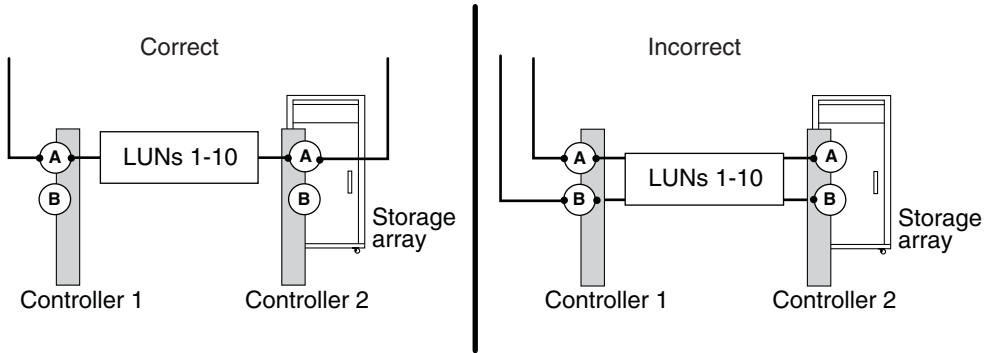 Correct
A
LUNs 1-10
A
B
B
Storage
array
Controller 1
Controller 2
Incorrect
A
A
LUNs 1-10
B
B
Storage
array
Controller 1
Controller 2